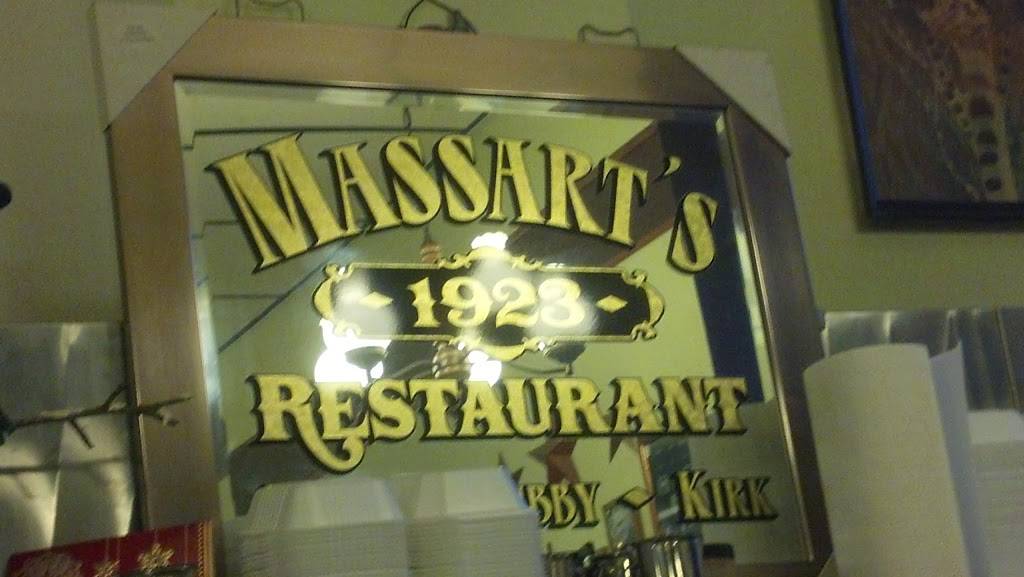 MASSART'S
1923
RESTAURANT
KIRK